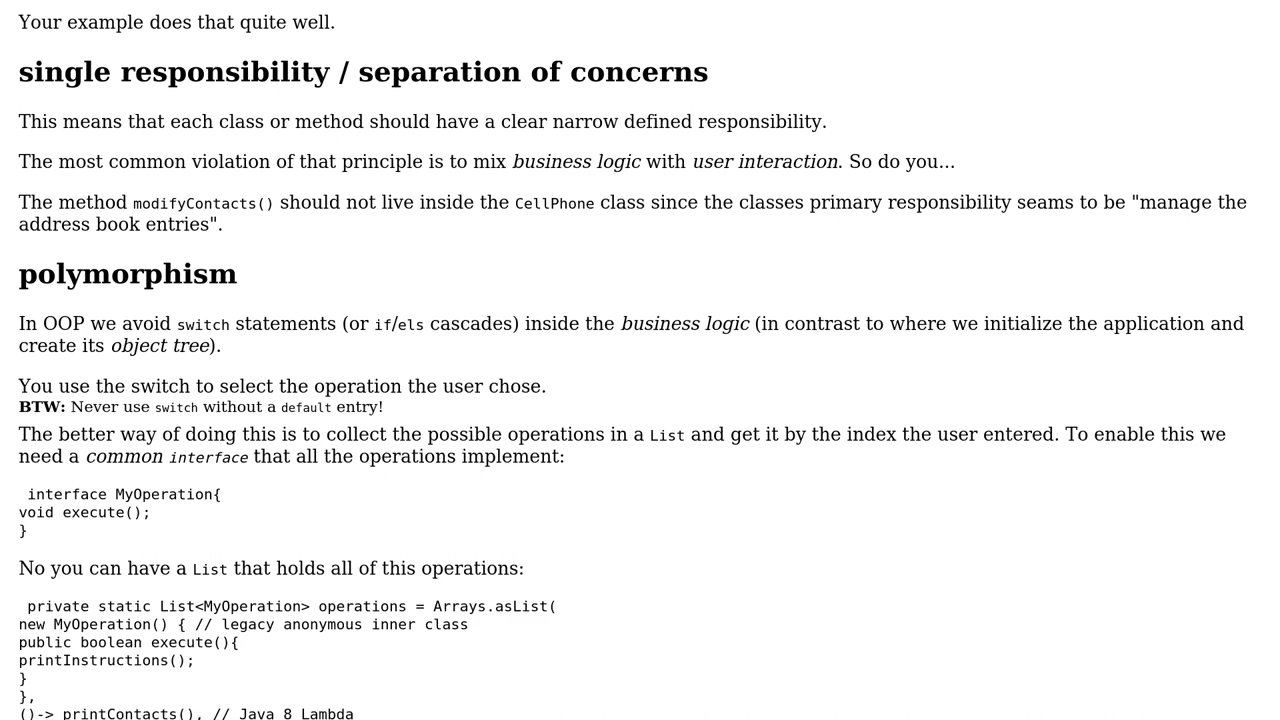 Your example does that quite well.
single responsibility / separation of concerns
This means that each class or method should have a clear narrow defined responsibility.
The most common violation of that principle is to mix business logic with user interaction. So do you...
The method modifyContacts() should not live inside the CellPhone class since the classes primary responsibility seams to be "manage the
address book entries".
polymorphism
In OOP we avoid switch statements (or if/els cascades) inside the business logic (in contrast to where we initialize the application and
create its object tree).
You use the switch to select the operation the user chose.
BTW: Never use switch without a default entry!
The better way of doing this is to collect the possible operations in a List and get it by the index the user entered. To enable this we
need a common interface that all the operations implement:
interface MyOperation{
void execute();
}
No you can have a List that holds all of this operations:
private static List<MyOperation> operations = Arrays.asList(
new MyOperation() { // legacy anonymous inner class
public boolean execute(){
printInstructions();
}
},
()-> printContacts(), // Java 8 Lambda